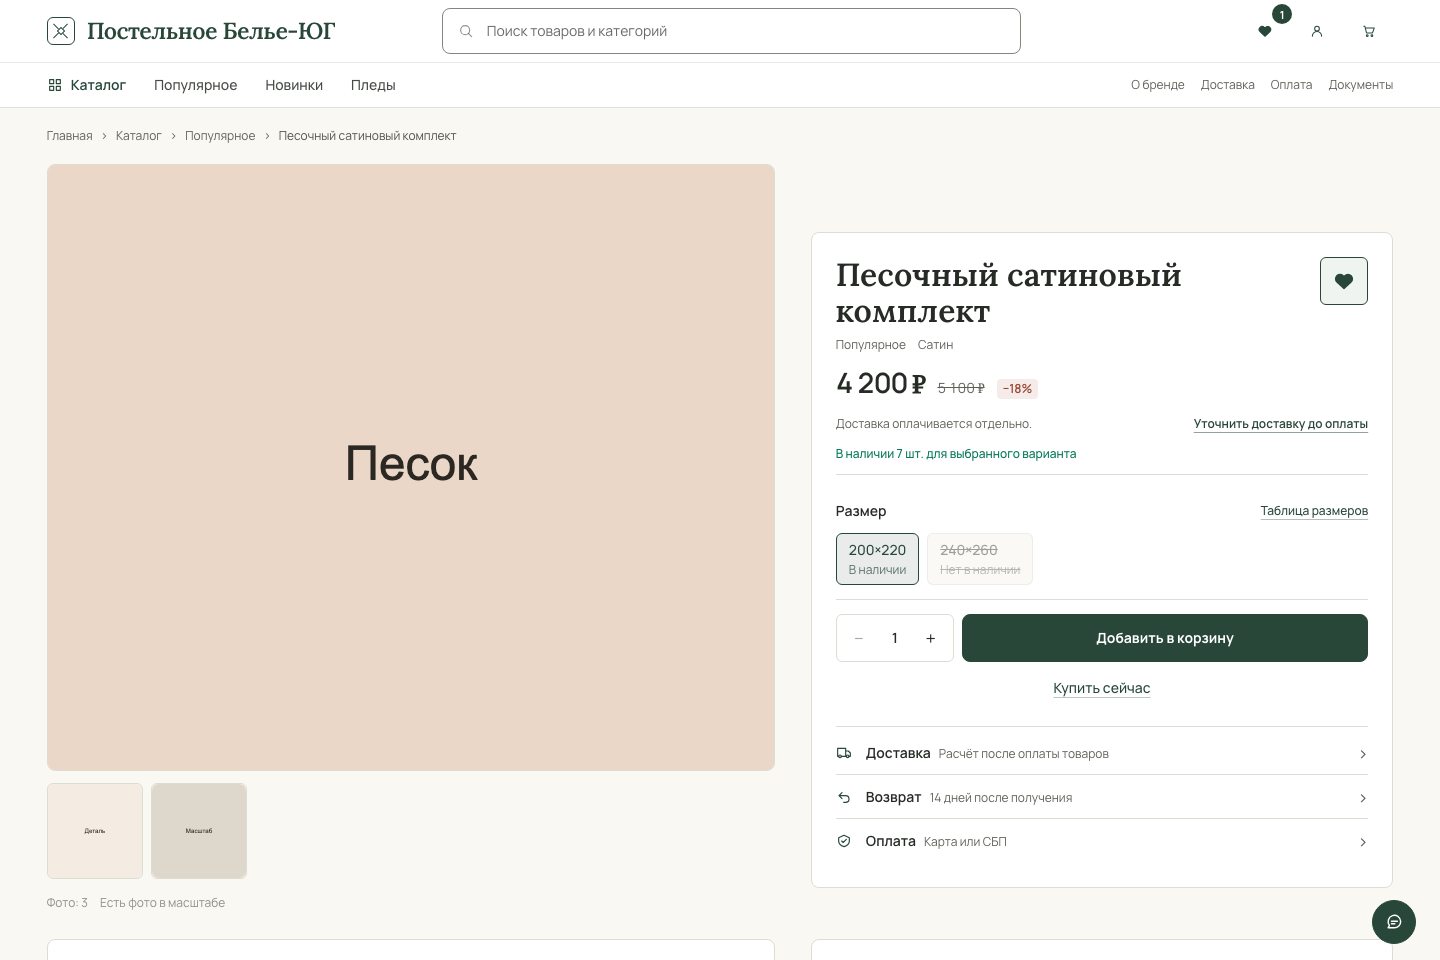 Постельное Белье-ЮГ
Поиск товаров и категорий
1
Каталог
Популярное
Новинки
Пледы
О бренде
Доставка
Оплата
Документы
Главная › Каталог › Популярное › Песочный сатиновый комплект
Песок
Деталь
Масштаб
Фото: 3 Есть фото в масштабе
Песочный сатиновый
комплект
Популярное Сатин
4 200 ₽ 5 100 ₽ −18%
Доставка оплачивается отдельно.
Уточнить доставку до оплаты
В наличии 7 шт. для выбранного варианта
Размер
Таблица размеров
200×220
В наличии
240×260
Нет в наличии
− 1 +
Добавить в корзину
Купить сейчас
Доставка Расчёт после оплаты товаров
Возврат 14 дней после получения
Оплата Карта или СБП